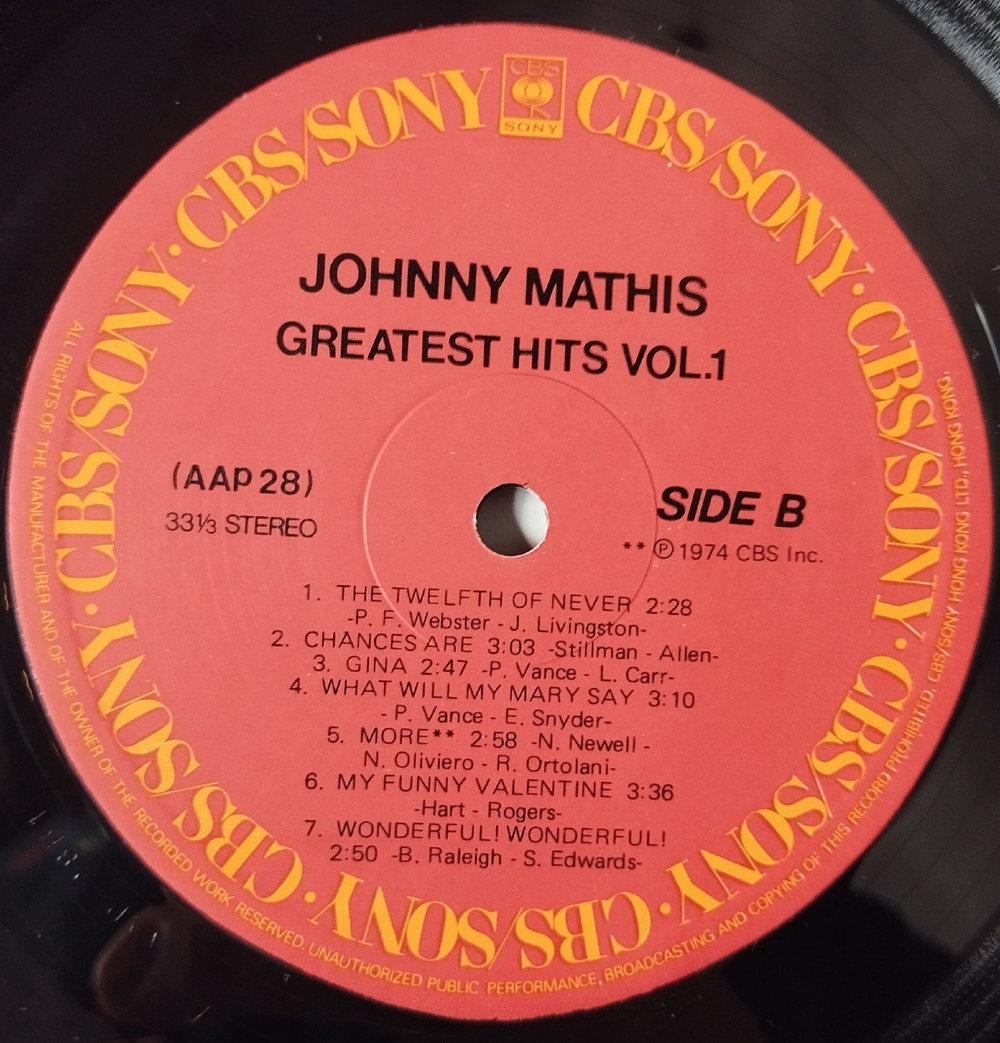 CBS
SONY
CBS/SONY · CBS/SONY · CBS/SONY · CBS/SONY · CBS/SONY · CBS/SONY · CBS/SONY · CBS/SONY
JOHNNY MATHIS
GREATEST HITS VOL.1
(AAP 28)
33⅓ STEREO
SIDE B
** ℗ 1974 CBS Inc.
1. THE TWELFTH OF NEVER 2:28
-P. F. Webster - J. Livingston-
2. CHANCES ARE 3:03 -Stillman - Allen-
3. GINA 2:47 -P. Vance - L. Carr-
4. WHAT WILL MY MARY SAY 3:10
- P. Vance - E. Snyder-
5. MORE** 2:58 -N. Newell -
N. Oliviero - R. Ortolani-
6. MY FUNNY VALENTINE 3:36
-Hart - Rogers-
7. WONDERFUL! WONDERFUL!
2:50 -B. Raleigh - S. Edwards-
ALL RIGHTS OF THE MANUFACTURER AND OF THE OWNER OF THE RECORDED WORK RESERVED. UNAUTHORIZED PUBLIC PERFORMANCE, BROADCASTING AND COPYING OF THIS RECORD PROHIBITED, CBS/SONY HONG KONG LTD., HONG KONG.